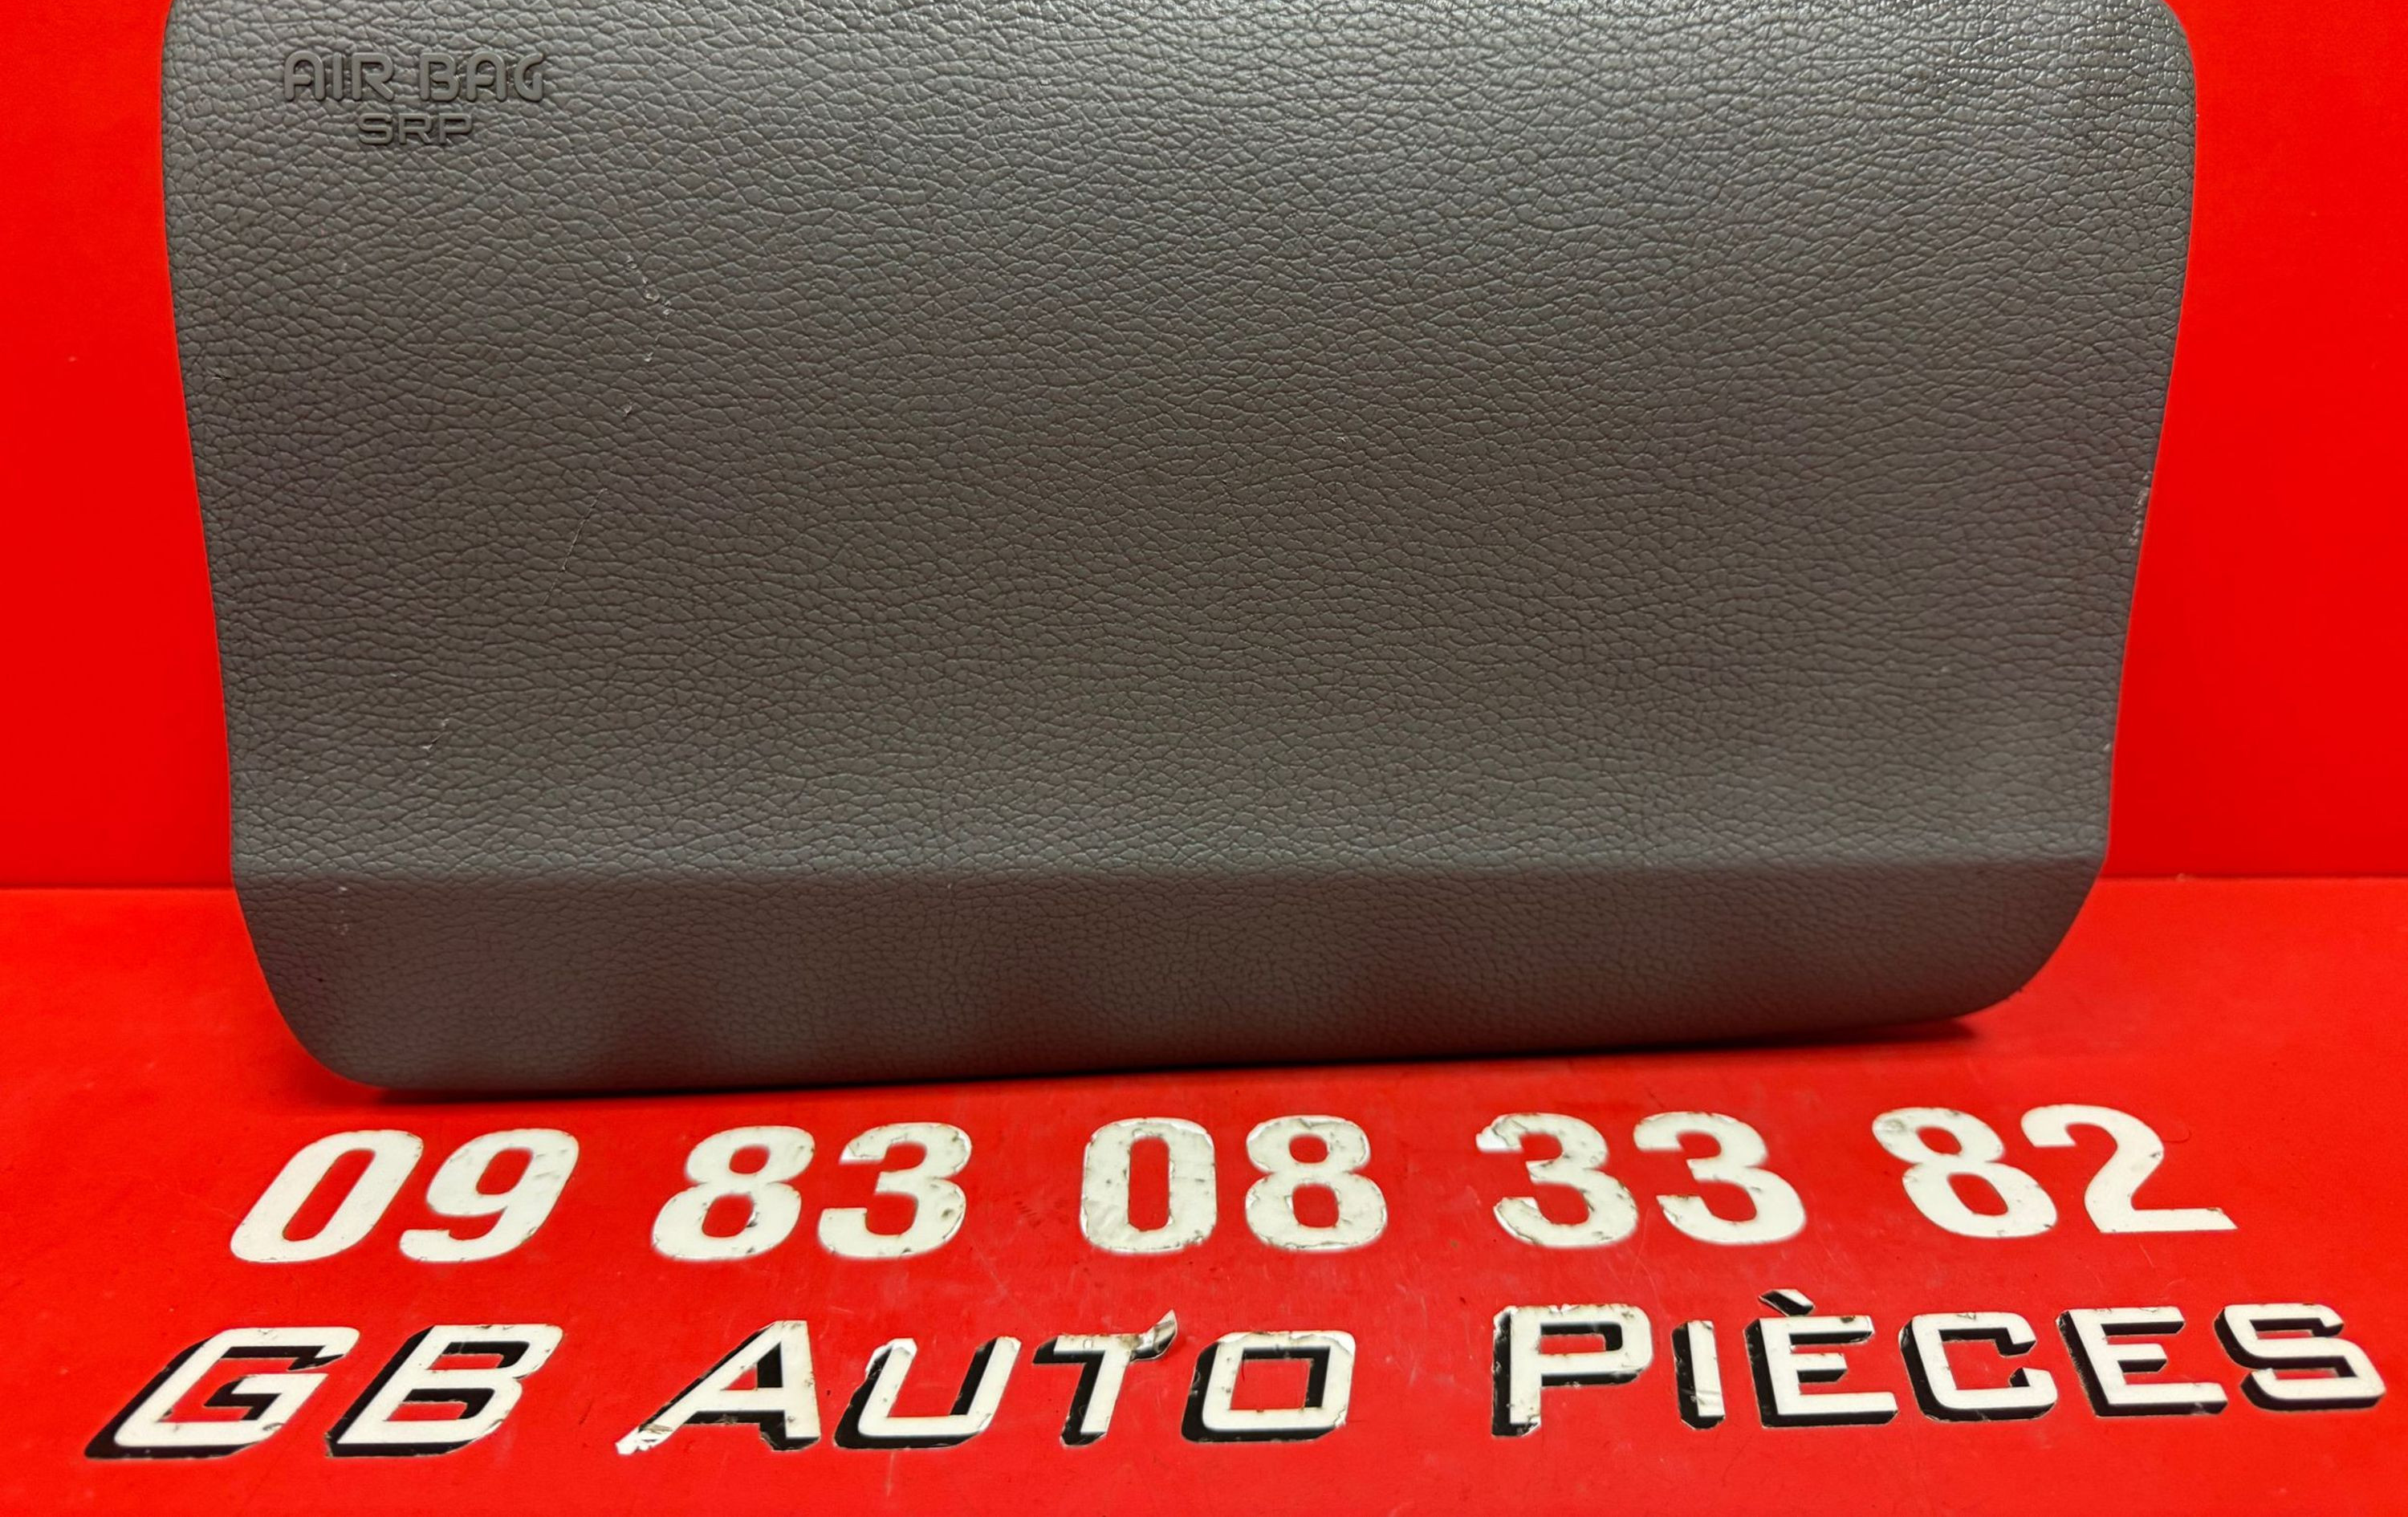 AIR BAG
SRP
09 83 08 33 82
GB AUTO PIÈCES